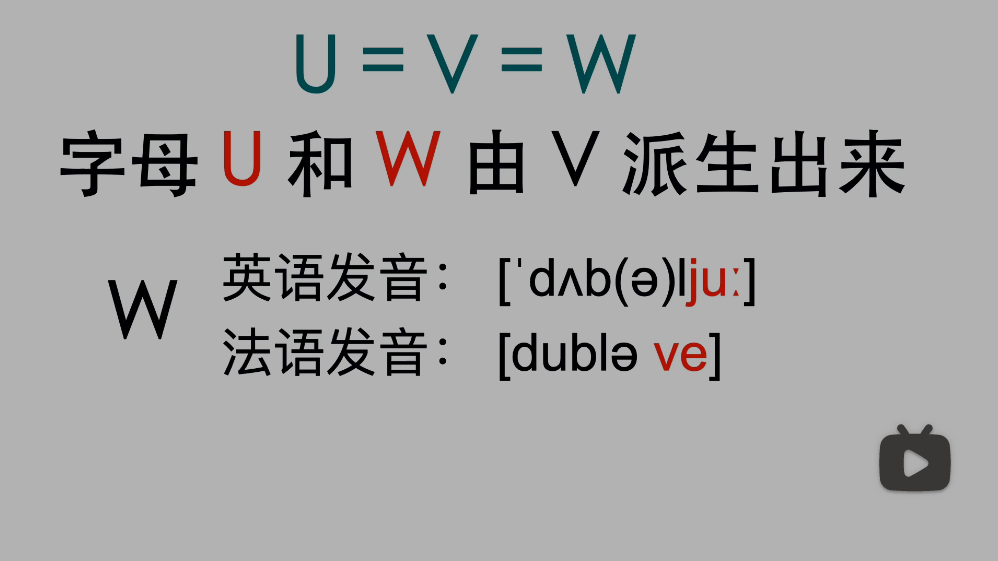 U = V = W
字母 U 和 W 由 V 派生出来
W
英语发音： [ˈdʌb(ə)ljuː]
法语发音： [dublə ve]